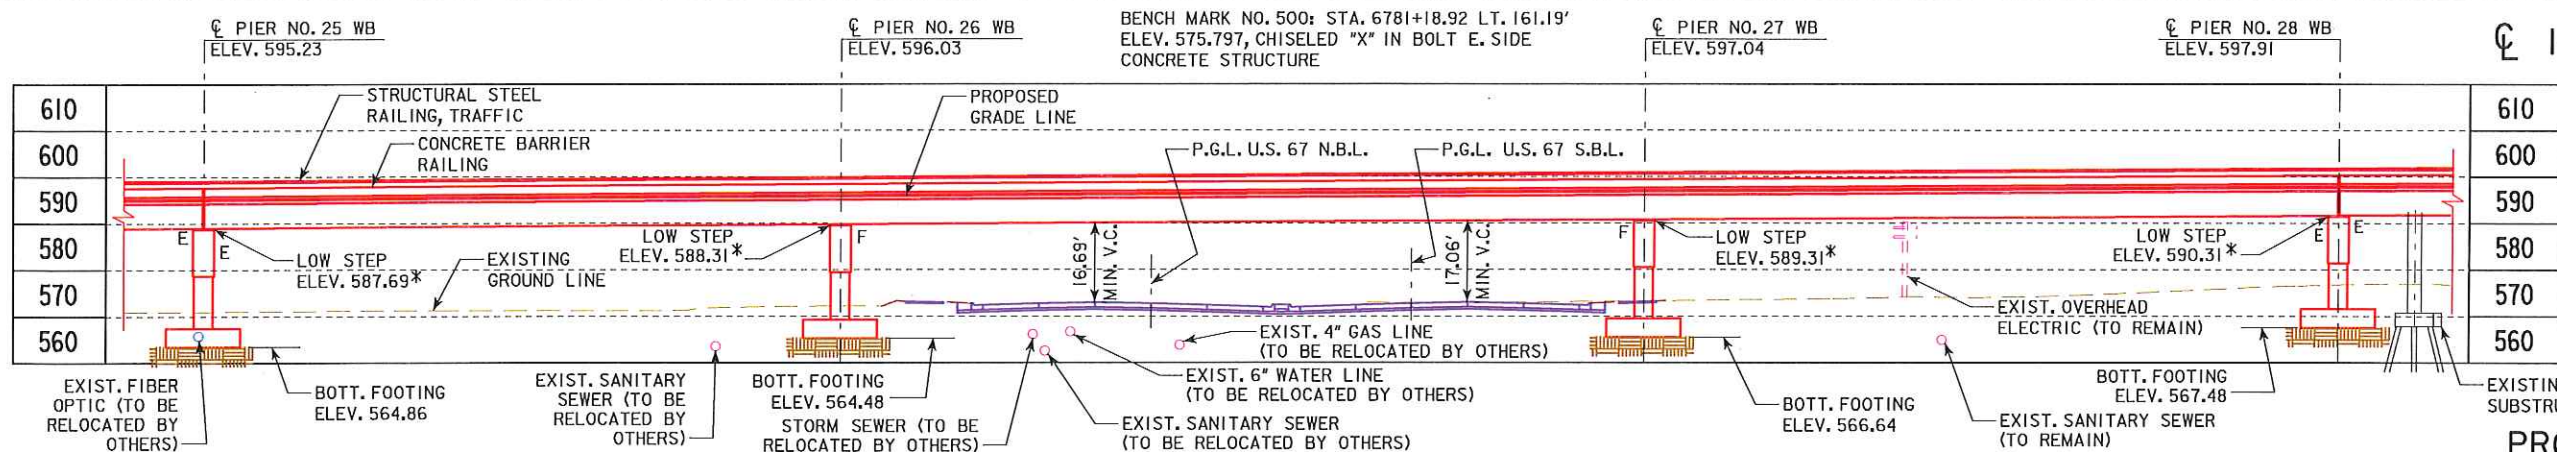 ℄ PIER NO. 25 WB
ELEV. 595.23
℄ PIER NO. 26 WB
ELEV. 596.03
BENCH MARK NO. 500: STA. 6781+18.92 LT. 161.19'
ELEV. 575.797, CHISELED "X" IN BOLT E. SIDE
CONCRETE STRUCTURE
℄ PIER NO. 27 WB
ELEV. 597.04
℄ PIER NO. 28 WB
ELEV. 597.91
℄
610
600
590
580
570
560
STRUCTURAL STEEL
RAILING, TRAFFIC
CONCRETE BARRIER
RAILING
PROPOSED
GRADE LINE
P.G.L. U.S. 67 N.B.L.
P.G.L. U.S. 67 S.B.L.
610
600
590
580
570
560
E
E
LOW STEP
ELEV. 587.69*
EXISTING
GROUND LINE
LOW STEP
ELEV. 588.31*
F
16.69'
MIN. V.C.
17.06'
MIN. V.C.
F
LOW STEP
ELEV. 589.31*
LOW STEP
ELEV. 590.31*
E
E
EXIST. OVERHEAD
ELECTRIC (TO REMAIN)
EXIST. FIBER
OPTIC (TO BE
RELOCATED BY
OTHERS)
BOTT. FOOTING
ELEV. 564.86
EXIST. SANITARY
SEWER (TO BE
RELOCATED BY
OTHERS)
BOTT. FOOTING
ELEV. 564.48
STORM SEWER (TO BE
RELOCATED BY OTHERS)
EXIST. 4" GAS LINE
(TO BE RELOCATED BY OTHERS)
EXIST. 6" WATER LINE
(TO BE RELOCATED BY OTHERS)
EXIST. SANITARY SEWER
(TO BE RELOCATED BY OTHERS)
BOTT. FOOTING
ELEV. 566.64
EXIST. SANITARY SEWER
(TO REMAIN)
BOTT. FOOTING
ELEV. 567.48
EXISTIN
SUBSTRU
PRO